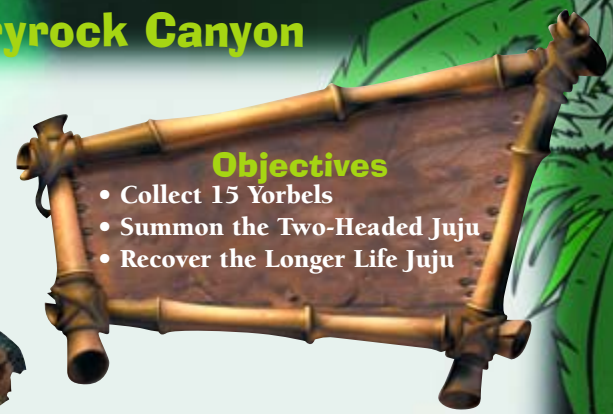 yrock Canyon
Objectives
• Collect 15 Yorbels
• Summon the Two-Headed Juju
• Recover the Longer Life Juju